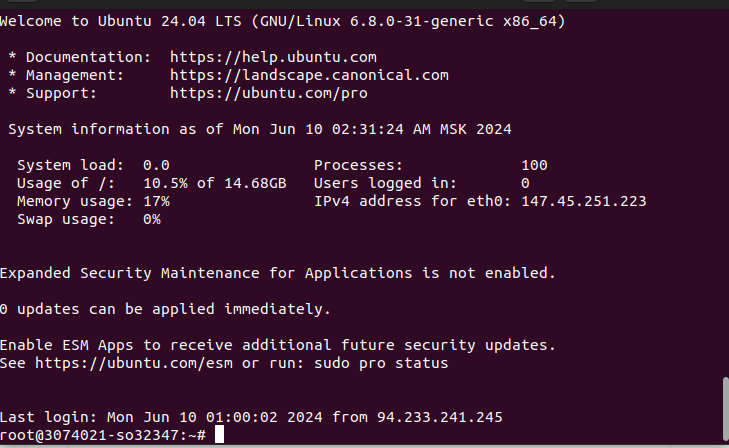 Welcome to Ubuntu 24.04 LTS (GNU/Linux 6.8.0-31-generic x86_64)
* Documentation:  https://help.ubuntu.com
* Management:     https://landscape.canonical.com
* Support:        https://ubuntu.com/pro
System information as of Mon Jun 10 02:31:24 AM MSK 2024
System load:  0.0                Processes:             100
Usage of /:   10.5% of 14.68GB   Users logged in:       0
Memory usage: 17%                IPv4 address for eth0: 147.45.251.223
Swap usage:   0%
Expanded Security Maintenance for Applications is not enabled.
0 updates can be applied immediately.
Enable ESM Apps to receive additional future security updates.
See https://ubuntu.com/esm or run: sudo pro status
Last login: Mon Jun 10 01:00:02 2024 from 94.233.241.245
root@3074021-so32347:~#